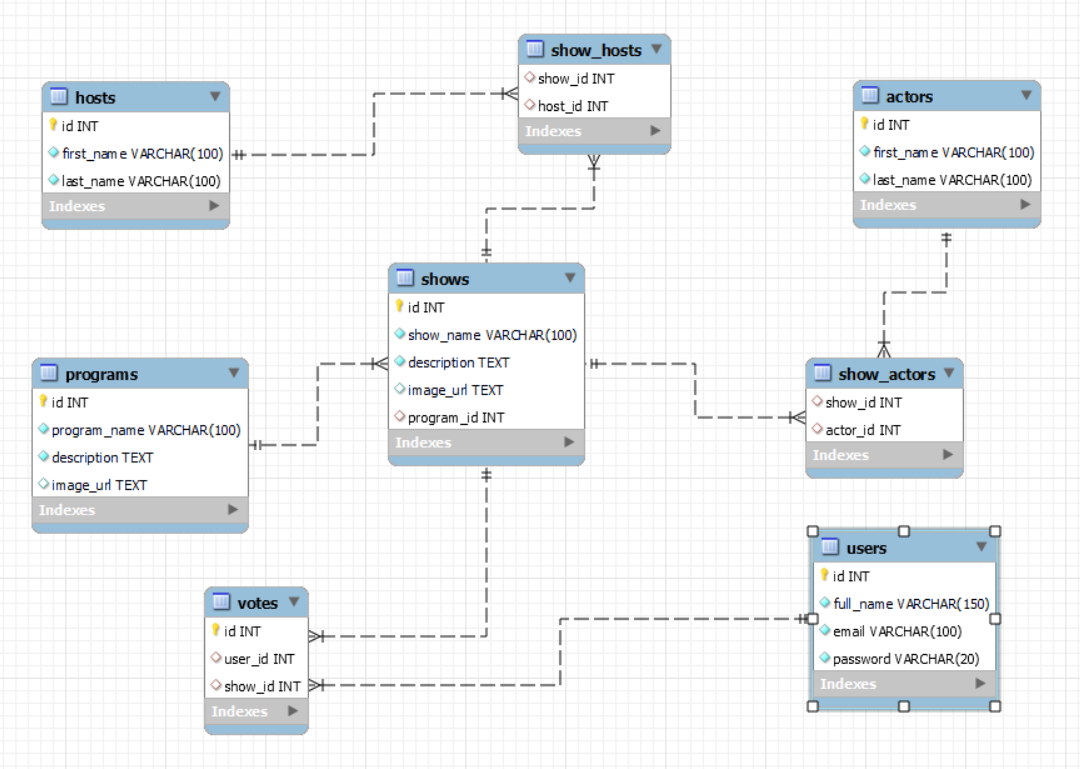 show_hosts
show_id INT
host_id INT
Indexes
hosts
id INT
first_name VARCHAR(100)
last_name VARCHAR(100)
Indexes
actors
id INT
first_name VARCHAR(100)
last_name VARCHAR(100)
Indexes
shows
id INT
show_name VARCHAR(100)
description TEXT
image_url TEXT
program_id INT
Indexes
programs
id INT
program_name VARCHAR(100)
description TEXT
image_url TEXT
Indexes
show_actors
show_id INT
actor_id INT
Indexes
users
id INT
full_name VARCHAR(150)
email VARCHAR(100)
password VARCHAR(20)
Indexes
votes
id INT
user_id INT
show_id INT
Indexes